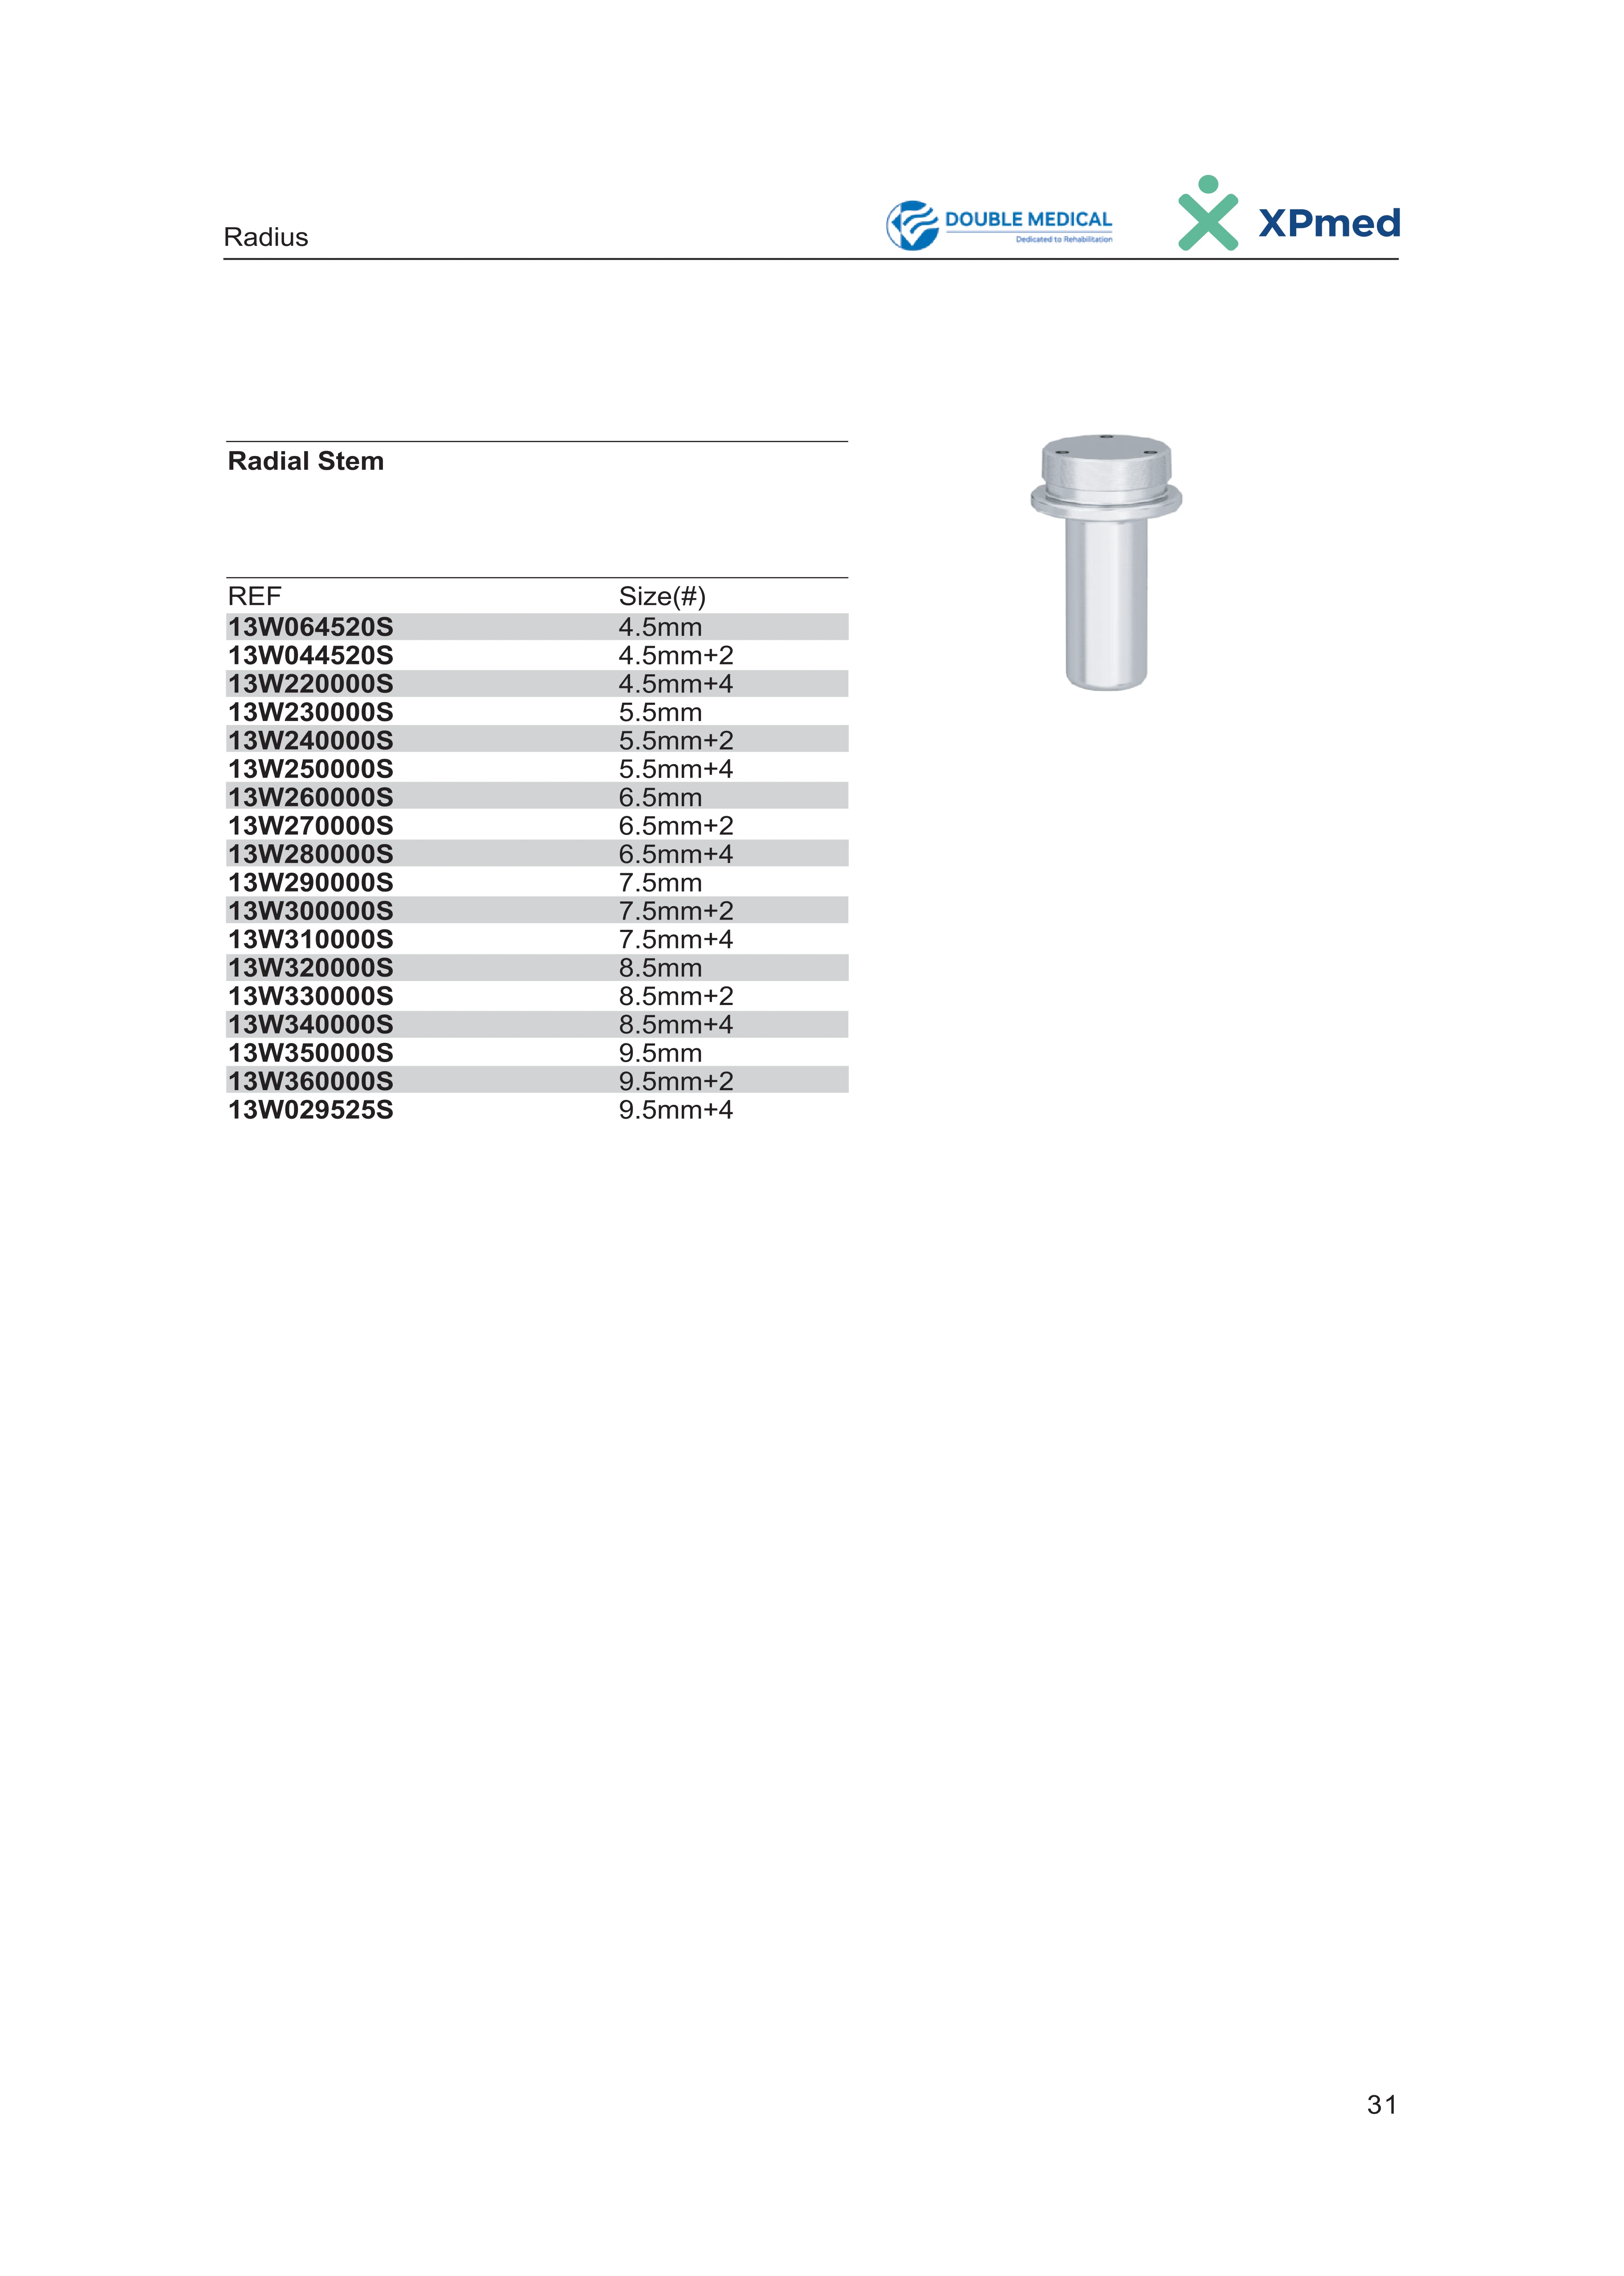 Radius
DOUBLE MEDICAL
Dedicated to Rehabilitation
XPmed
Radial Stem
REF Size(#)
13W064520S 4.5mm
13W044520S 4.5mm+2
13W220000S 4.5mm+4
13W230000S 5.5mm
13W240000S 5.5mm+2
13W250000S 5.5mm+4
13W260000S 6.5mm
13W270000S 6.5mm+2
13W280000S 6.5mm+4
13W290000S 7.5mm
13W300000S 7.5mm+2
13W310000S 7.5mm+4
13W320000S 8.5mm
13W330000S 8.5mm+2
13W340000S 8.5mm+4
13W350000S 9.5mm
13W360000S 9.5mm+2
13W029525S 9.5mm+4
31